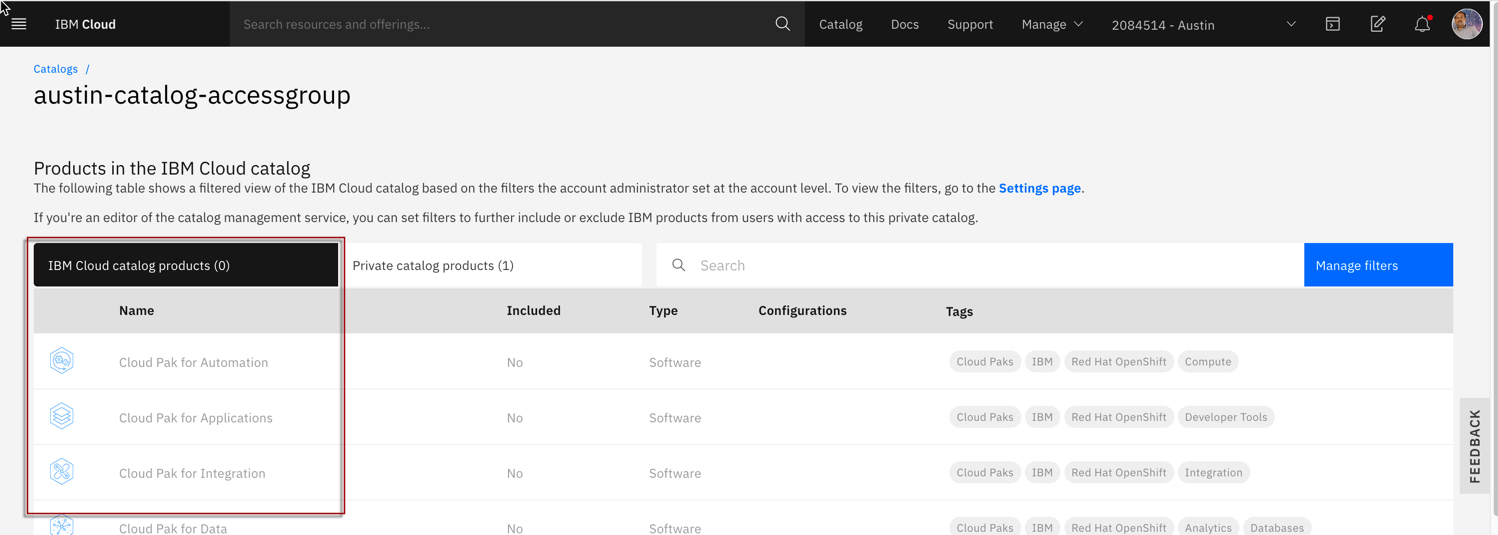 IBM Cloud Search resources and offerings... Catalog Docs Support Manage 2084514 - Austin
Catalogs /
austin-catalog-accessgroup
Products in the IBM Cloud catalog
The following table shows a filtered view of the IBM Cloud catalog based on the filters the account administrator set at the account level. To view the filters, go to the Settings page.
If you're an editor of the catalog management service, you can set filters to further include or exclude IBM products from users with access to this private catalog.
IBM Cloud catalog products (0) Private catalog products (1) Search Manage filters
Name Included Type Configurations Tags
Cloud Pak for Automation No Software Cloud Paks IBM Red Hat OpenShift Compute
Cloud Pak for Applications No Software Cloud Paks IBM Red Hat OpenShift Developer Tools
Cloud Pak for Integration No Software Cloud Paks IBM Red Hat OpenShift Integration
Cloud Pak for Data No Software Cloud Paks IBM Red Hat OpenShift Analytics Databases
FEEDBACK